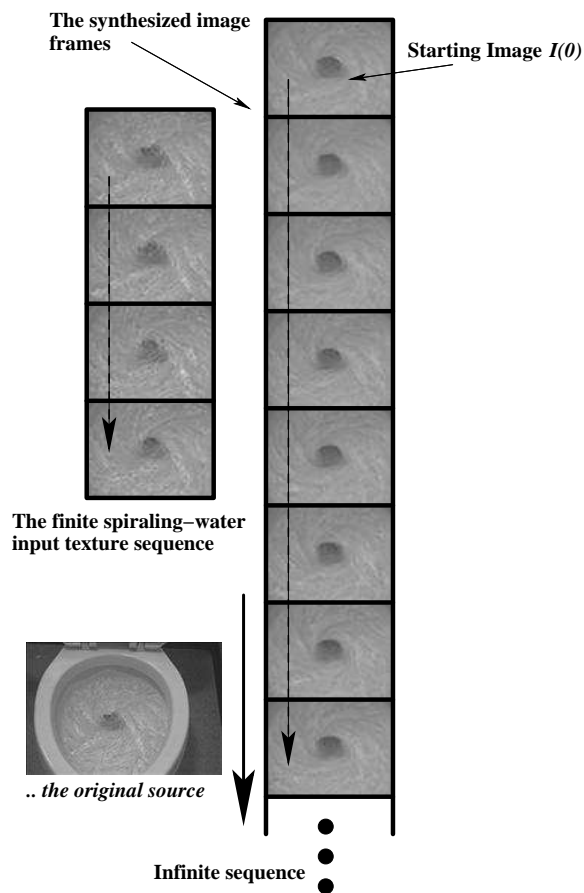 The synthesized image
frames
Starting Image I(0)
The finite spiraling−water
input texture sequence
.. the original source
Infinite sequence